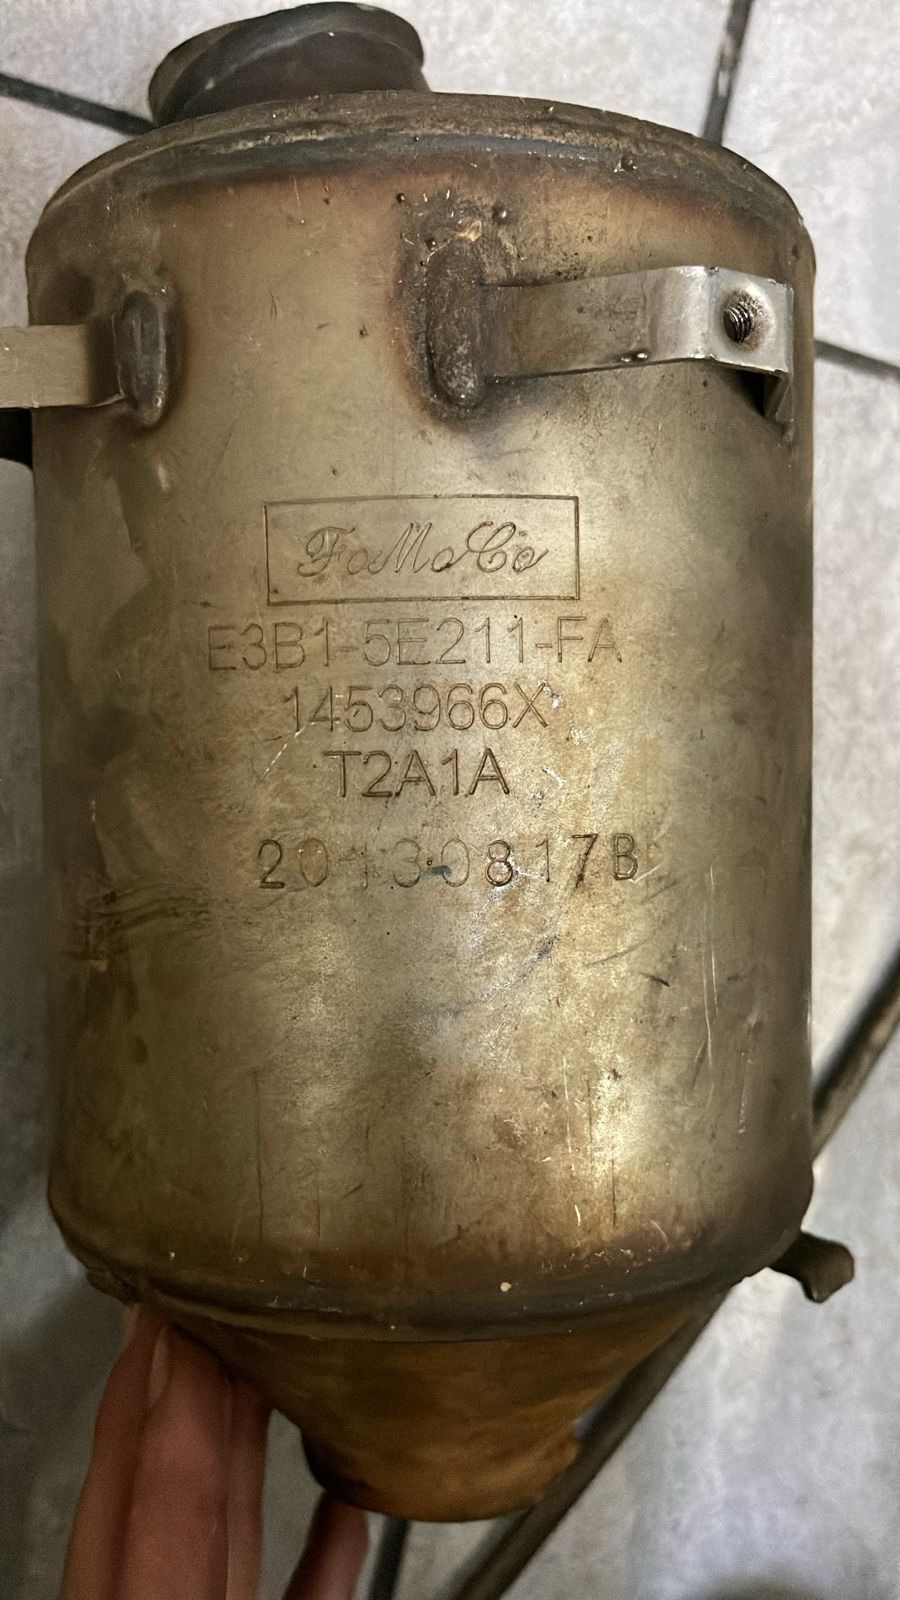 FoMoCo
E3B1-5E211-FA
1453966X
T2A1A
20130817B